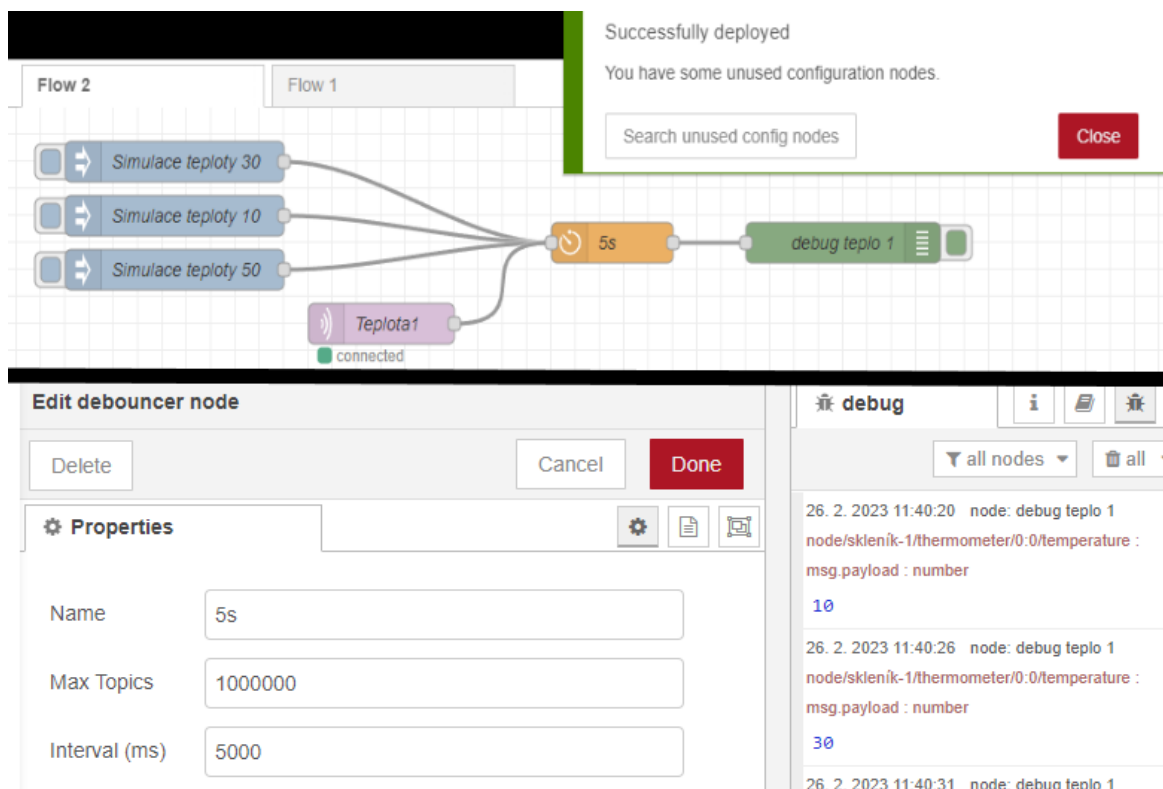 Successfully deployed
You have some unused configuration nodes.
Search unused config nodes
Close
Flow 2
Flow 1
Simulace teploty 30
Simulace teploty 10
Simulace teploty 50
5s
debug teplo 1
Teplota1
connected
Edit debouncer node
Delete
Cancel
Done
Properties
Name
5s
Max Topics
1000000
Interval (ms)
5000
debug
i
all nodes
all
26. 2. 2023 11:40:20 node: debug teplo 1
node/skleník-1/thermometer/0:0/temperature :
msg.payload : number
10
26. 2. 2023 11:40:26 node: debug teplo 1
node/skleník-1/thermometer/0:0/temperature :
msg.payload : number
30
26. 2. 2023 11:40:31 node: debug teplo 1